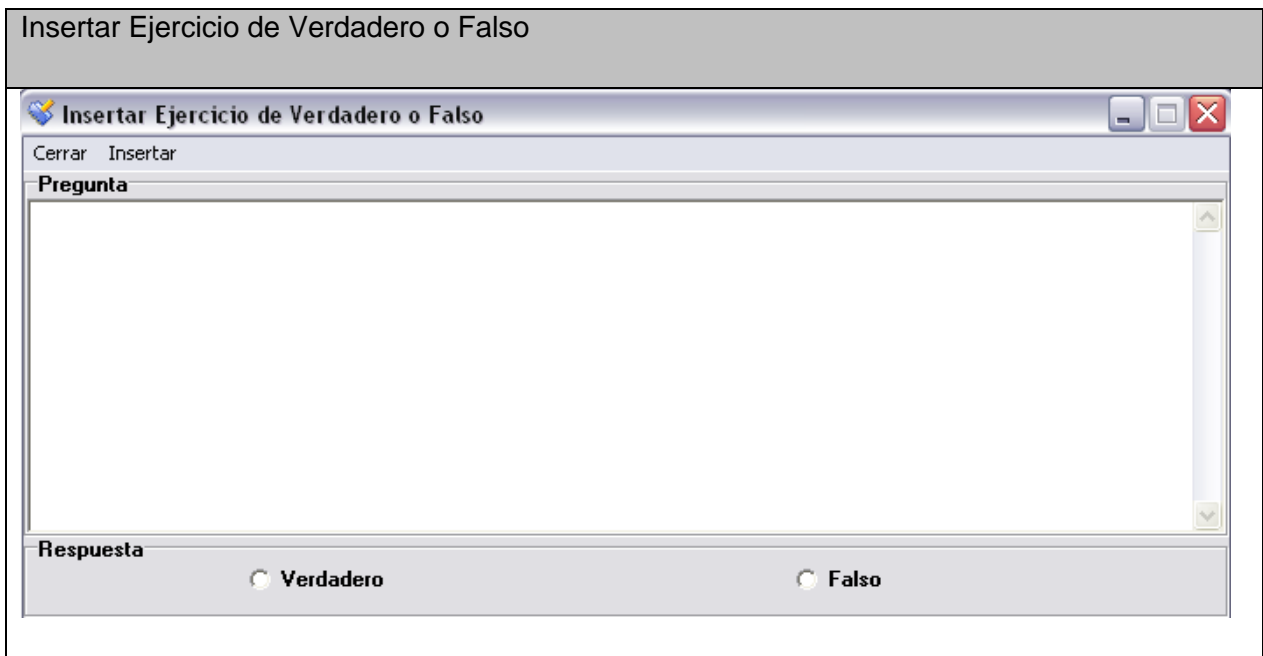 Insertar Ejercicio de Verdadero o Falso
Insertar Ejercicio de Verdadero o Falso
Cerrar Insertar
Pregunta
Respuesta
Verdadero Falso